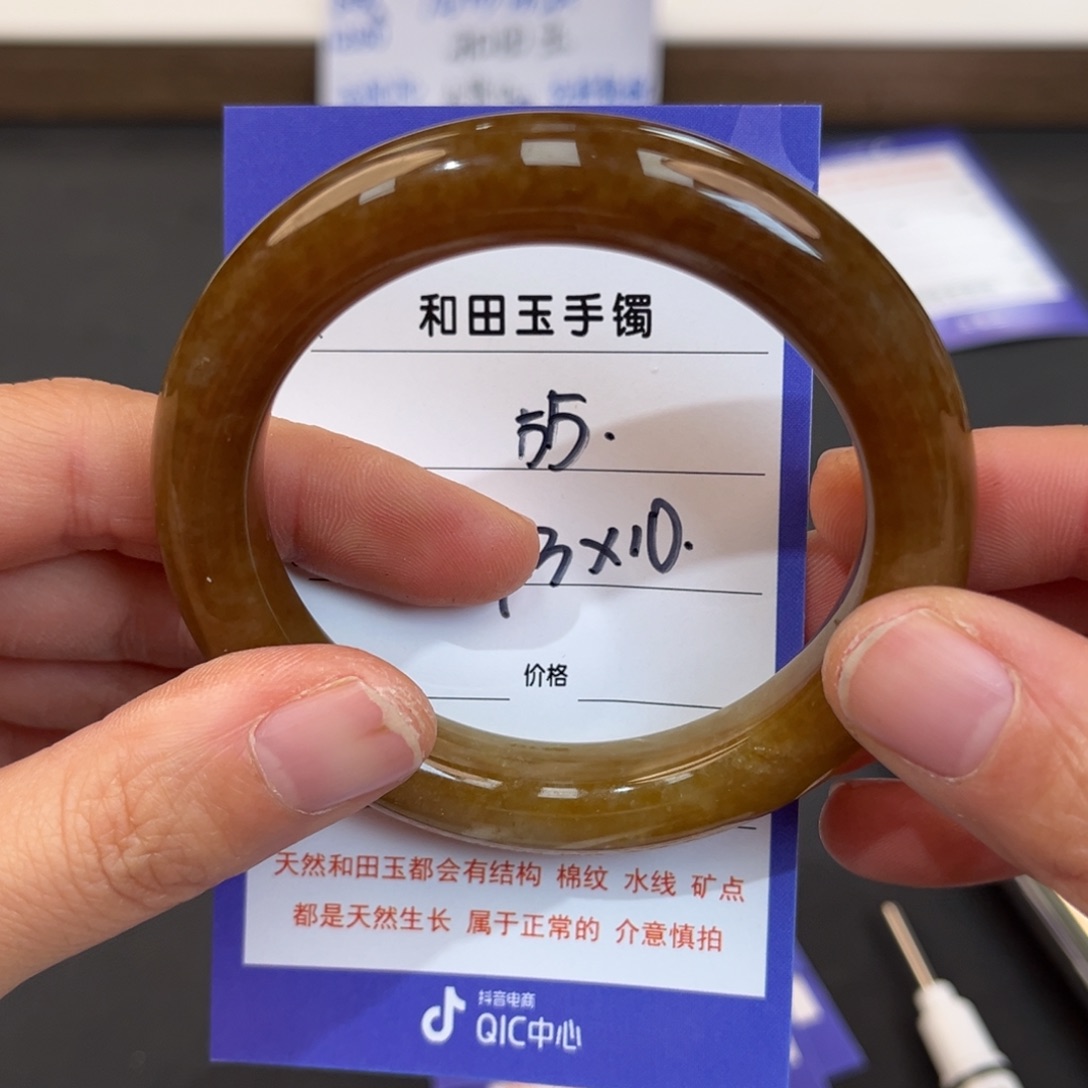 和田玉手镯
55.
3×10.
价格
天然和田玉都会有结构 棉纹 水线 矿点
都是天然生长 属于正常的 介意慎拍
抖音电商
QIC中心